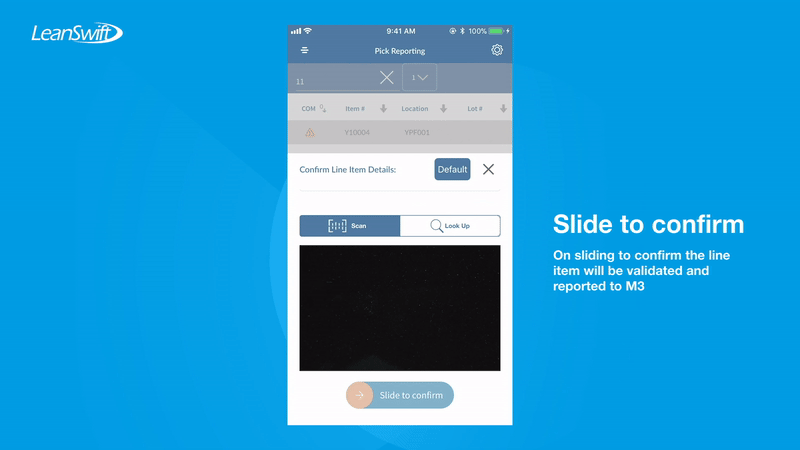 LeanSwift
9:41 AM 100%
Pick Reporting
11 1
COM Item # Location Lot #
Y10004 YPF001
Confirm Line Item Details: Default
Scan Look Up
Slide to confirm
Slide to confirm
On sliding to confirm the line
item will be validated and
reported to M3